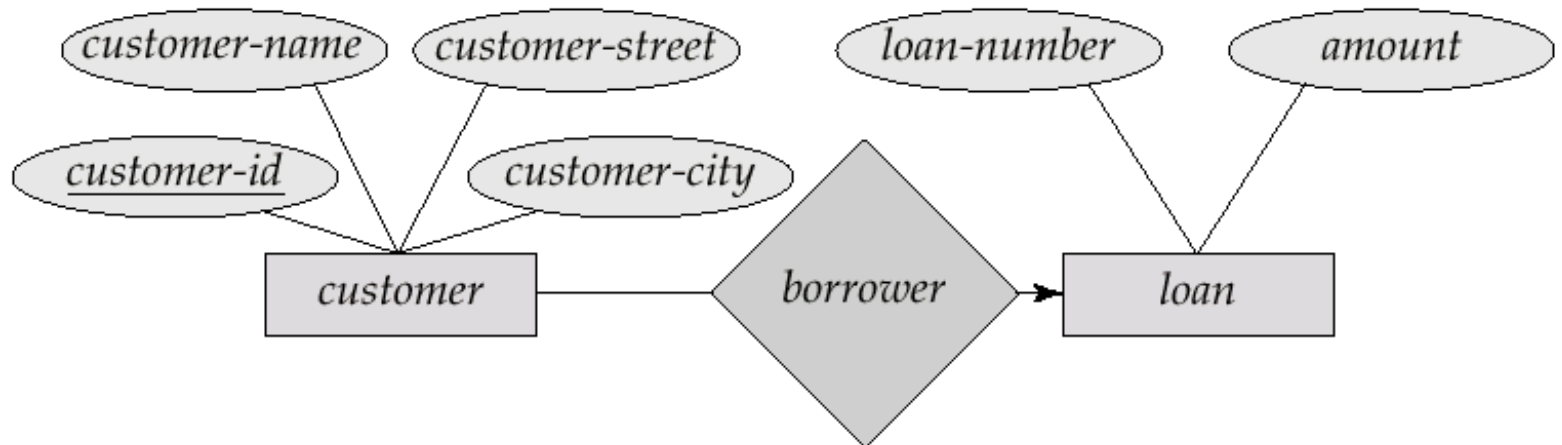 customer-name
customer-street
loan-number
amount
customer-id
customer-city
customer
borrower
loan